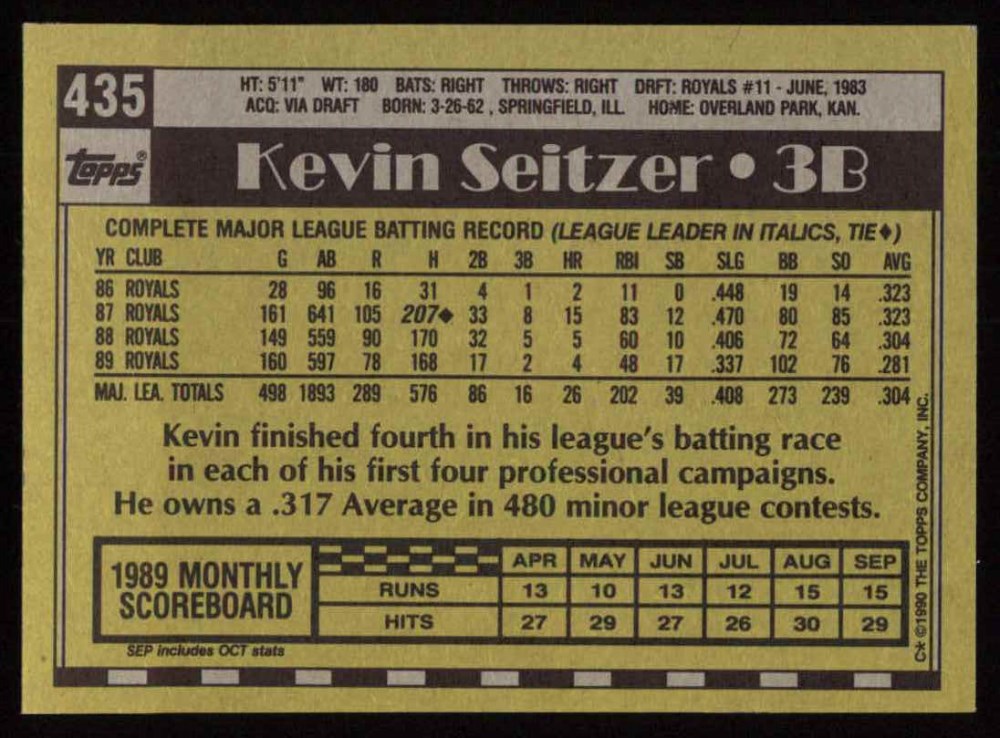 435
HT: 5'11" WT: 180 BATS: RIGHT THROWS: RIGHT DRFT: ROYALS #11 - JUNE, 1983
ACQ: VIA DRAFT BORN: 3-26-62 , SPRINGFIELD, ILL. HOME: OVERLAND PARK, KAN.
topps®
Kevin Seitzer • 3B
COMPLETE MAJOR LEAGUE BATTING RECORD (LEAGUE LEADER IN ITALICS, TIE♦)
YR CLUB G AB R H 2B 3B HR RBI SB SLG BB SO AVG
86 ROYALS 28 96 16 31 4 1 2 11 0 .448 19 14 .323
87 ROYALS 161 641 105 207♦ 33 8 15 83 12 .470 80 85 .323
88 ROYALS 149 559 90 170 32 5 5 60 10 .406 72 64 .304
89 ROYALS 160 597 78 168 17 2 4 48 17 .337 102 76 .281
MAJ. LEA. TOTALS 498 1893 289 576 86 16 26 202 39 .408 273 239 .304
Kevin finished fourth in his league's batting race
in each of his first four professional campaigns.
He owns a .317 Average in 480 minor league contests.
1989 MONTHLY
SCOREBOARD
APR MAY JUN JUL AUG SEP
RUNS 13 10 13 12 15 15
HITS 27 29 27 26 30 29
SEP includes OCT stats
C* ©1990 THE TOPPS COMPANY, INC.